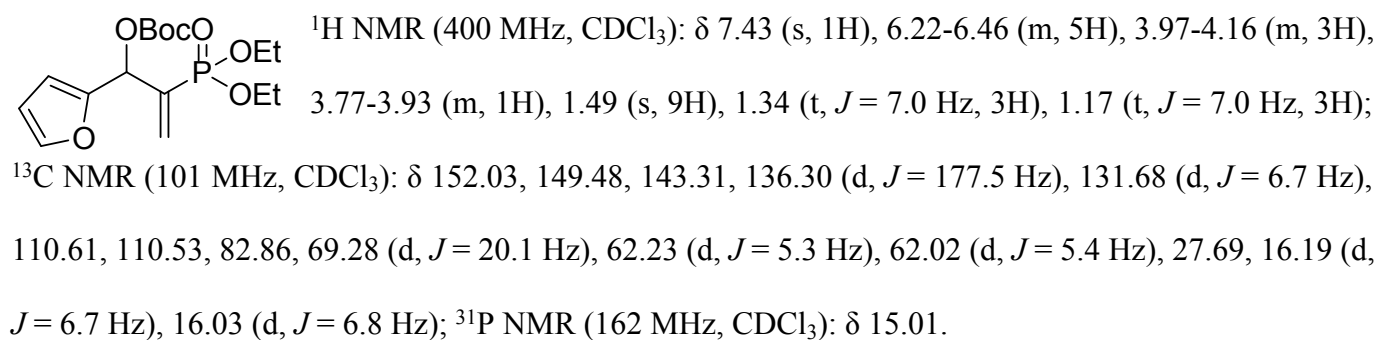 OBoc O
P OEt
OEt
O
¹H NMR (400 MHz, CDCl₃): δ 7.43 (s, 1H), 6.22-6.46 (m, 5H), 3.97-4.16 (m, 3H),
3.77-3.93 (m, 1H), 1.49 (s, 9H), 1.34 (t, J = 7.0 Hz, 3H), 1.17 (t, J = 7.0 Hz, 3H);
¹³C NMR (101 MHz, CDCl₃): δ 152.03, 149.48, 143.31, 136.30 (d, J = 177.5 Hz), 131.68 (d, J = 6.7 Hz),
110.61, 110.53, 82.86, 69.28 (d, J = 20.1 Hz), 62.23 (d, J = 5.3 Hz), 62.02 (d, J = 5.4 Hz), 27.69, 16.19 (d,
J = 6.7 Hz), 16.03 (d, J = 6.8 Hz); ³¹P NMR (162 MHz, CDCl₃): δ 15.01.